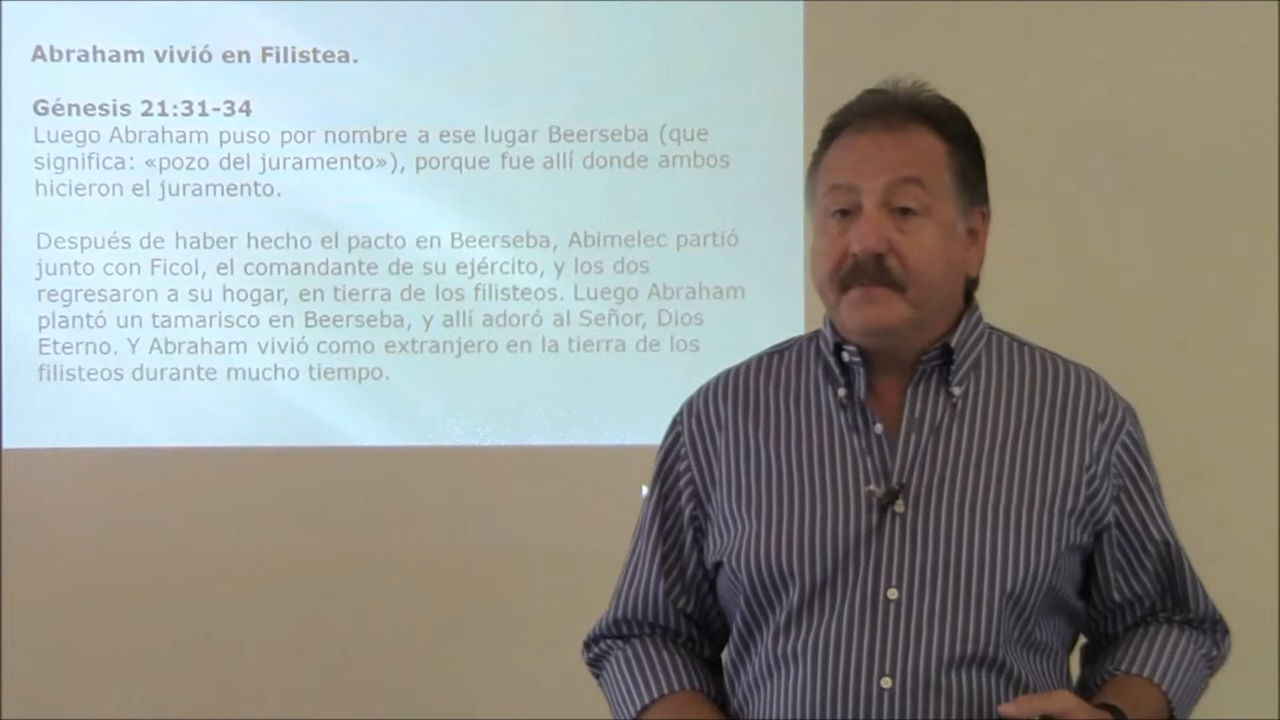 Abraham vivió en Filistea.
Génesis 21:31-34
Luego Abraham puso por nombre a ese lugar Beerseba (que
significa: «pozo del juramento»), porque fue allí donde ambos
hicieron el juramento.
Después de haber hecho el pacto en Beerseba, Abimelec partió
junto con Ficol, el comandante de su ejército, y los dos
regresaron a su hogar, en tierra de los filisteos. Luego Abraham
plantó un tamarisco en Beerseba, y allí adoró al Señor, Dios
Eterno. Y Abraham vivió como extranjero en la tierra de los
filisteos durante mucho tiempo.